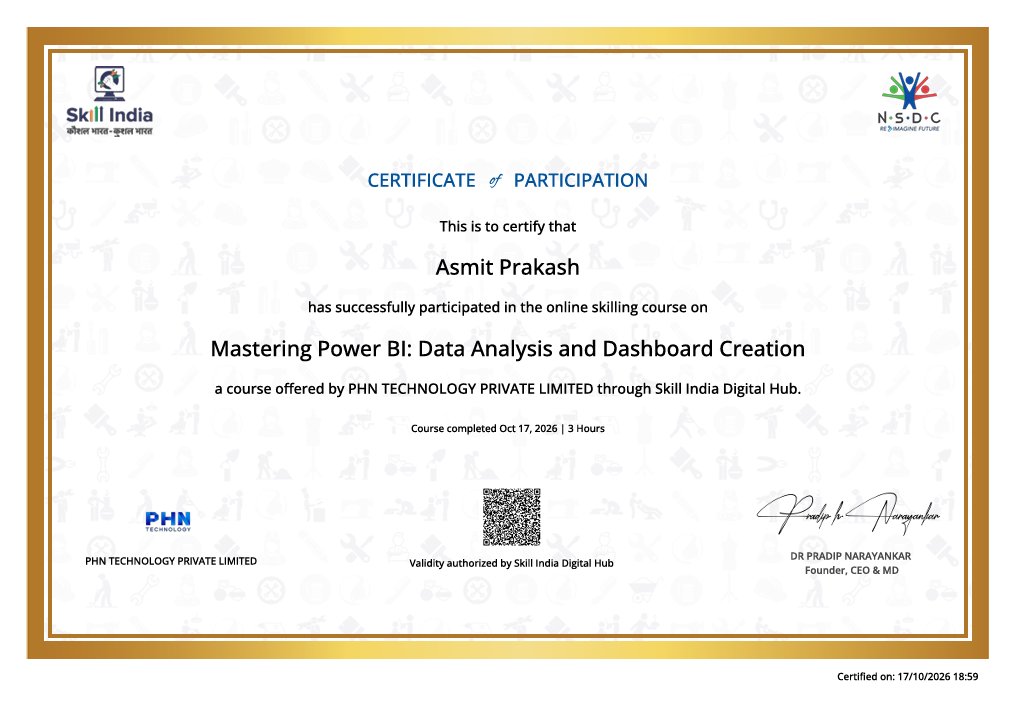 Skill India
कौशल भारत-कुशल भारत
N·S·D·C
RE IMAGINE FUTURE
CERTIFICATE of PARTICIPATION
This is to certify that
Asmit Prakash
has successfully participated in the online skilling course on
Mastering Power BI: Data Analysis and Dashboard Creation
a course offered by PHN TECHNOLOGY PRIVATE LIMITED through Skill India Digital Hub.
Course completed Oct 17, 2026 | 3 Hours
PHN
TECHNOLOGY
PHN TECHNOLOGY PRIVATE LIMITED
Validity authorized by Skill India Digital Hub
Pradip N Narayankar
DR PRADIP NARAYANKAR
Founder, CEO & MD
Certified on: 17/10/2026 18:59